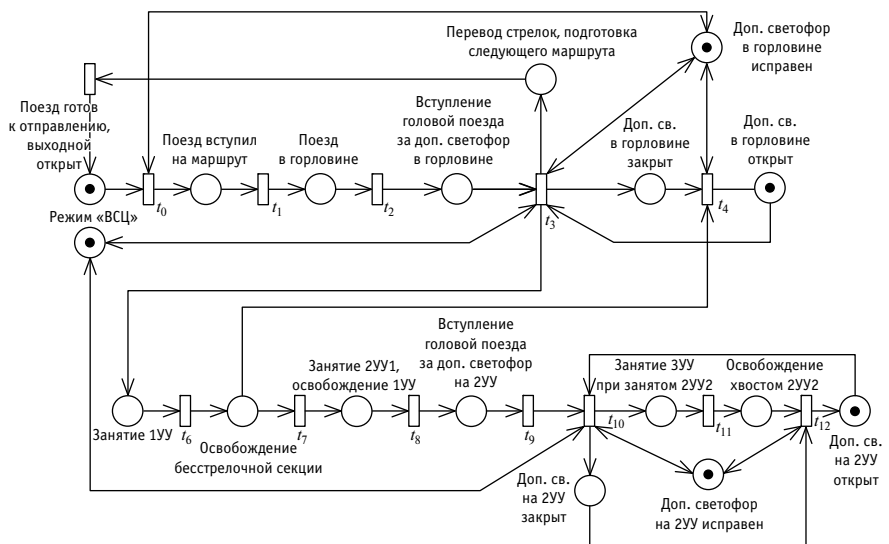 Перевод стрелок, подготовка
следующего маршрута
Доп. светофор
в горловине
исправен
Поезд готов
к отправлению,
выходной
открыт
Поезд вступил
на маршрут
Поезд
в горловине
Вступление
головой поезда
за доп. светофор
в горловине
Доп. св.
в горловине
закрыт
Доп. св.
в горловине
открыт
t0
t1
t2
t3
t4
Режим «ВСЦ»
Занятие 1УУ
t6
Освобождение
бесстрелочной секции
t7
Занятие 2УУ1,
освобождение 1УУ
t8
Вступление
головой поезда
за доп. светофор
на 2УУ
t9
t10
Занятие 3УУ
при занятом 2УУ2
t11
Освобождение
хвостом 2УУ2
t12
Доп. св.
на 2УУ
открыт
Доп. св.
на 2УУ
закрыт
Доп. светофор
на 2УУ исправен